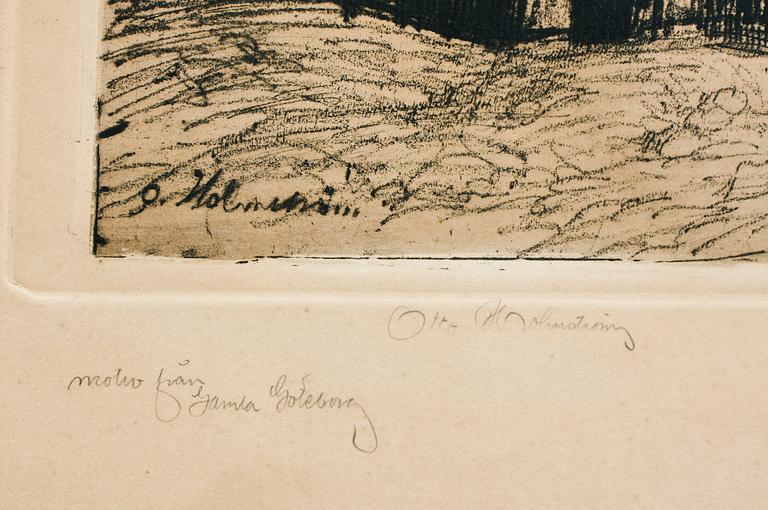 O. Holmström
Otto Holmström
motiv från
Gamla Göteborg